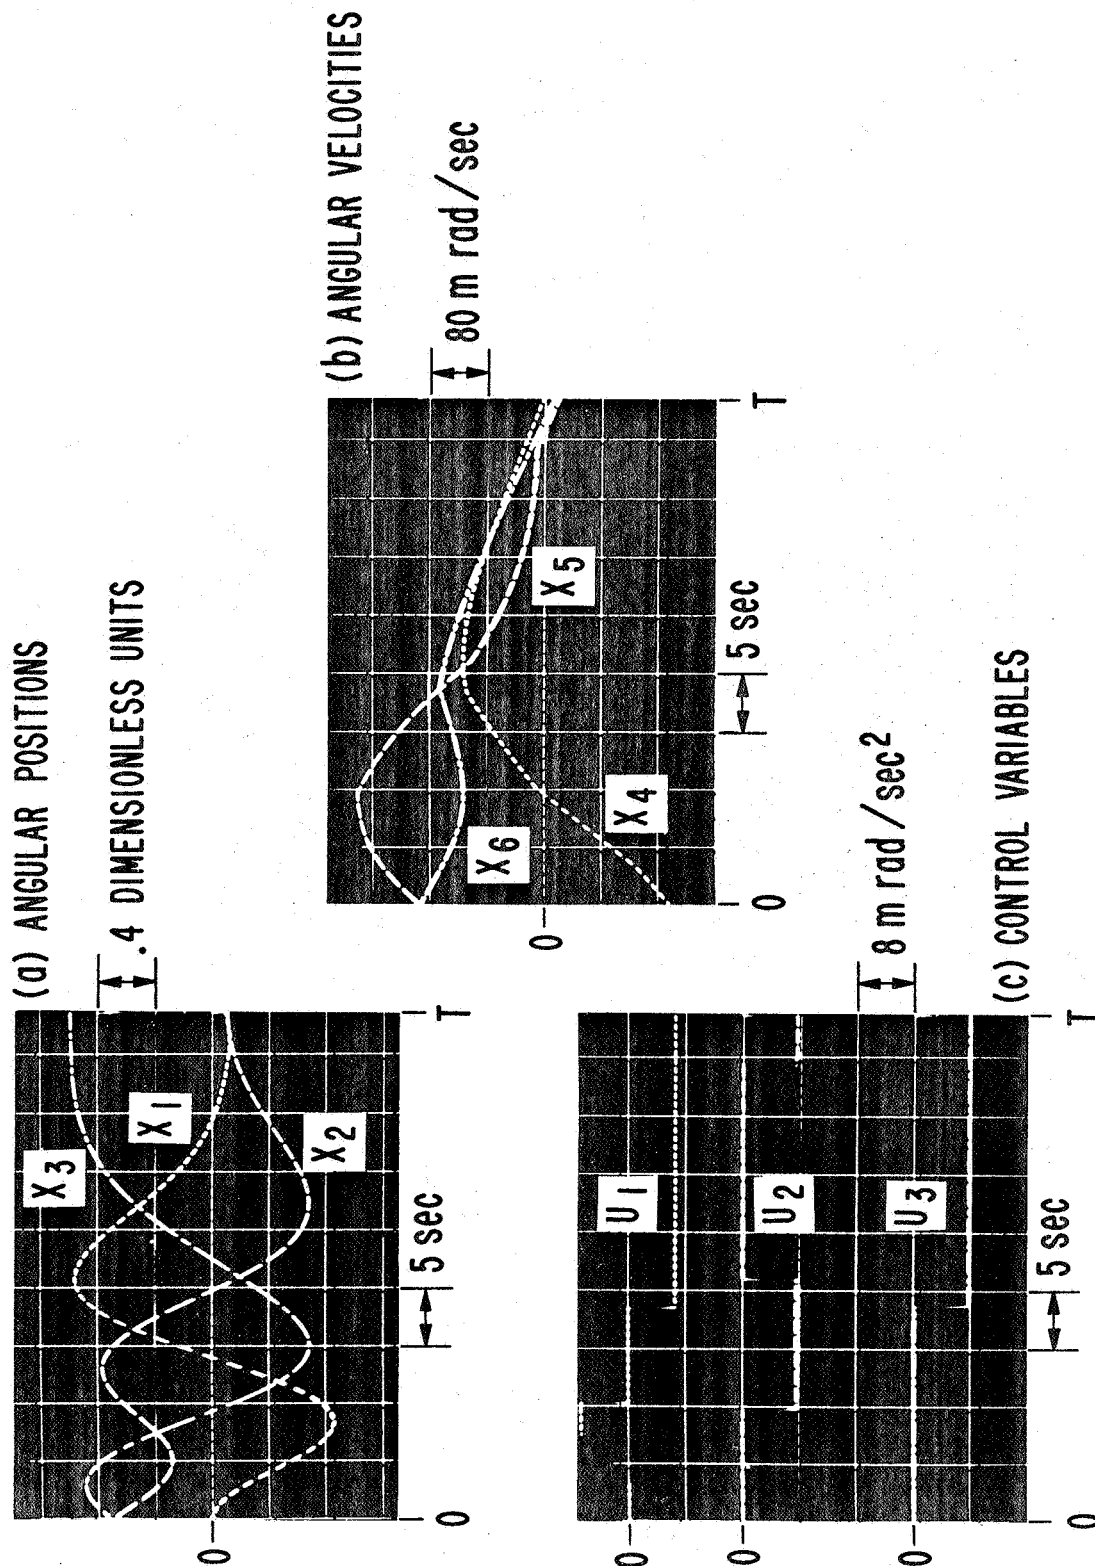 (a) ANGULAR POSITIONS
.4 DIMENSIONLESS UNITS
X3
X1
X2
0
0
T
5 sec
(b) ANGULAR VELOCITIES
80 m rad/sec
X6
X4
X5
0
0
T
5 sec
(c) CONTROL VARIABLES
8 m rad/sec2
U1
U2
U3
0
0
0
0
T
5 sec